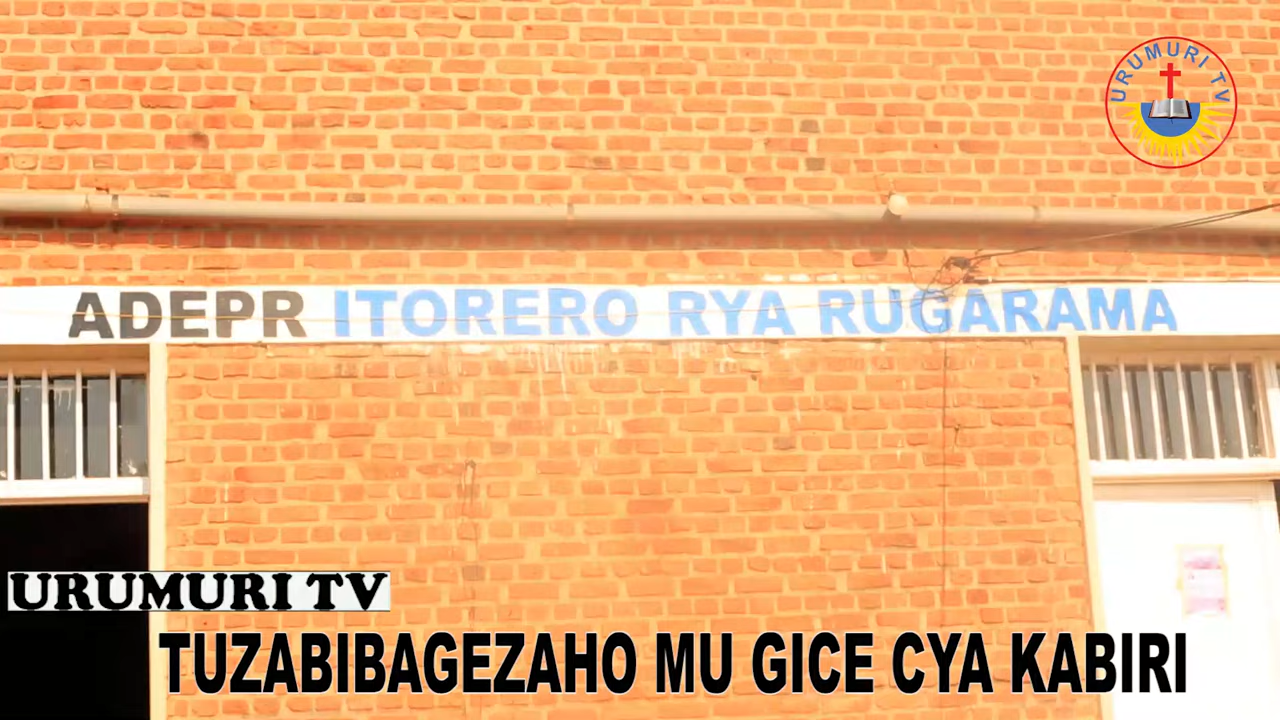 URUMURI TV
ADEPR ITORERO RYA RUGARAMA
URUMURI TV
TUZABIBAGEZAHO MU GICE CYA KABIRI